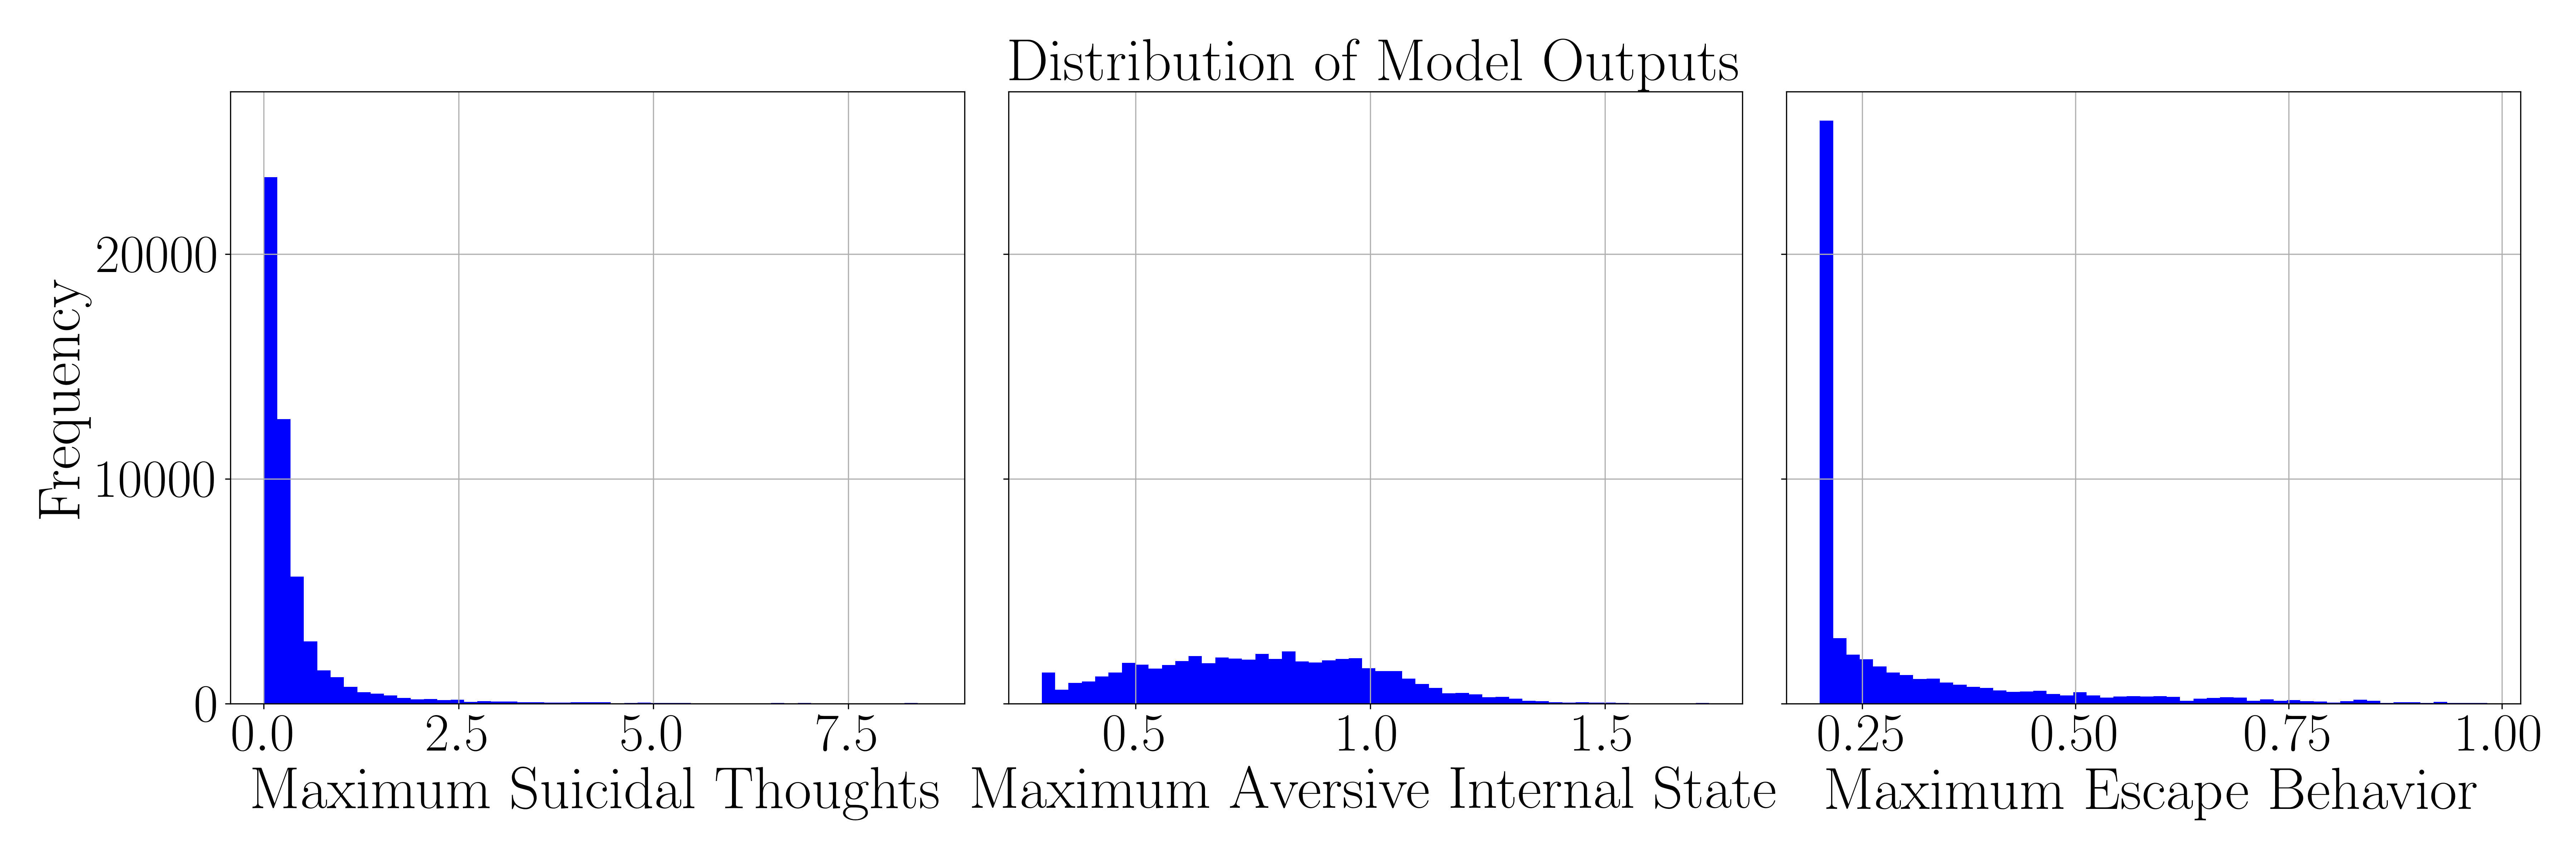 Distribution of Model Outputs
Frequency
20000
10000
0
0.0 2.5 5.0 7.5
Maximum Suicidal Thoughts
0.5 1.0 1.5
Maximum Aversive Internal State
0.25 0.50 0.75 1.00
Maximum Escape Behavior